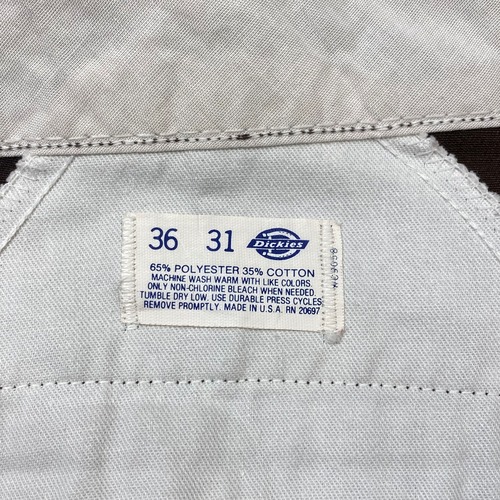 36 31 Dickies
65% POLYESTER 35% COTTON
MACHINE WASH WARM WITH LIKE COLORS.
ONLY NON-CHLORINE BLEACH WHEN NEEDED.
TUMBLE DRY LOW. USE DURABLE PRESS CYCLES
REMOVE PROMPTLY. MADE IN U.S.A. RN 20697